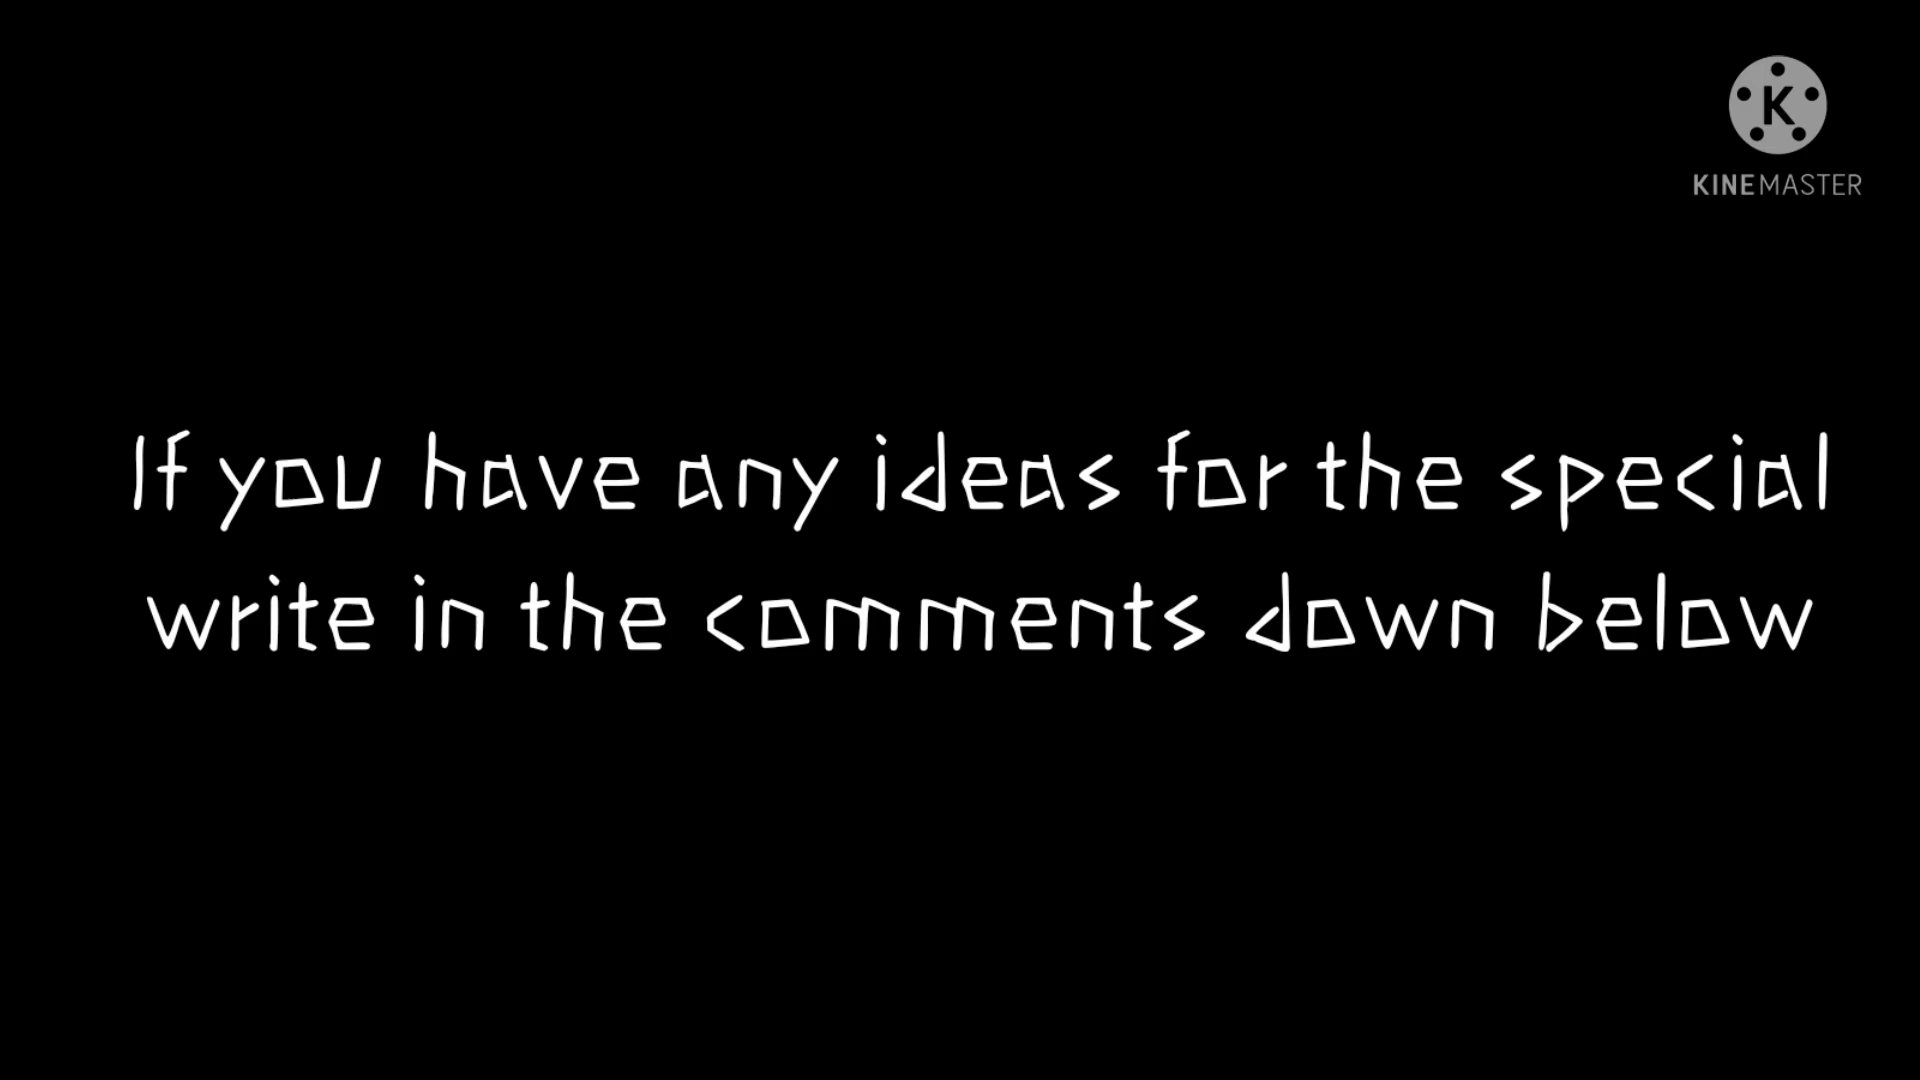 K
KINEMASTER
If you have any ideas for the special
write in the comments down below